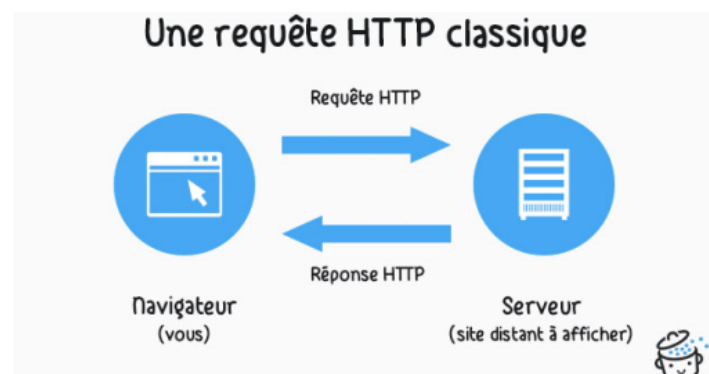 Une requête HTTP classique
Requête HTTP
Réponse HTTP
Navigateur
(vous)
Serveur
(site distant à afficher)